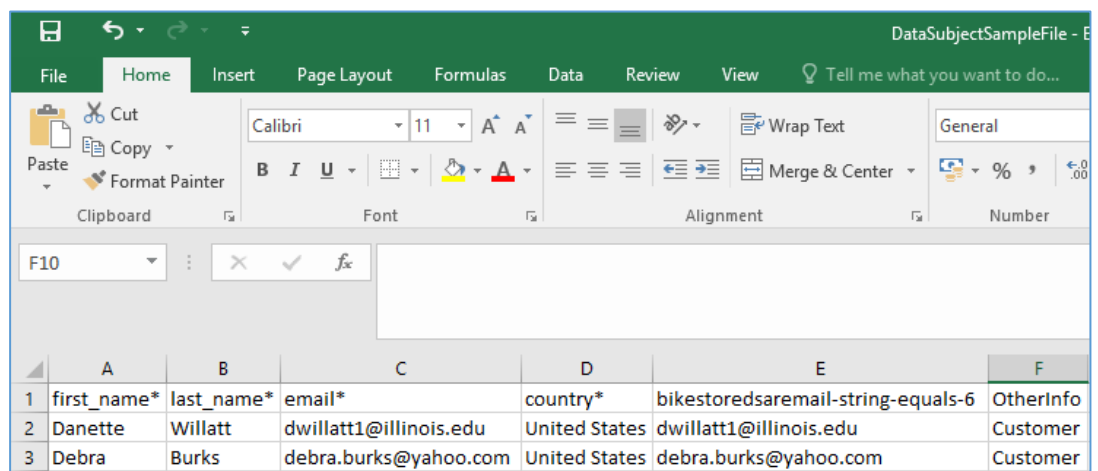 DataSubjectSampleFile - E
File Home Insert Page Layout Formulas Data Review View Tell me what you want to do...
Cut
Copy
Format Painter
Paste
Calibri 11 A A
B I U A
Wrap Text
Merge & Center
General
% ,
Clipboard Font Alignment Number
F10 fx
A B C D E F
1 first_name* last_name* email* country* bikestoredsaremail-string-equals-6 OtherInfo
2 Danette Willatt dwillatt1@illinois.edu United States dwillatt1@illinois.edu Customer
3 Debra Burks debra.burks@yahoo.com United States debra.burks@yahoo.com Customer